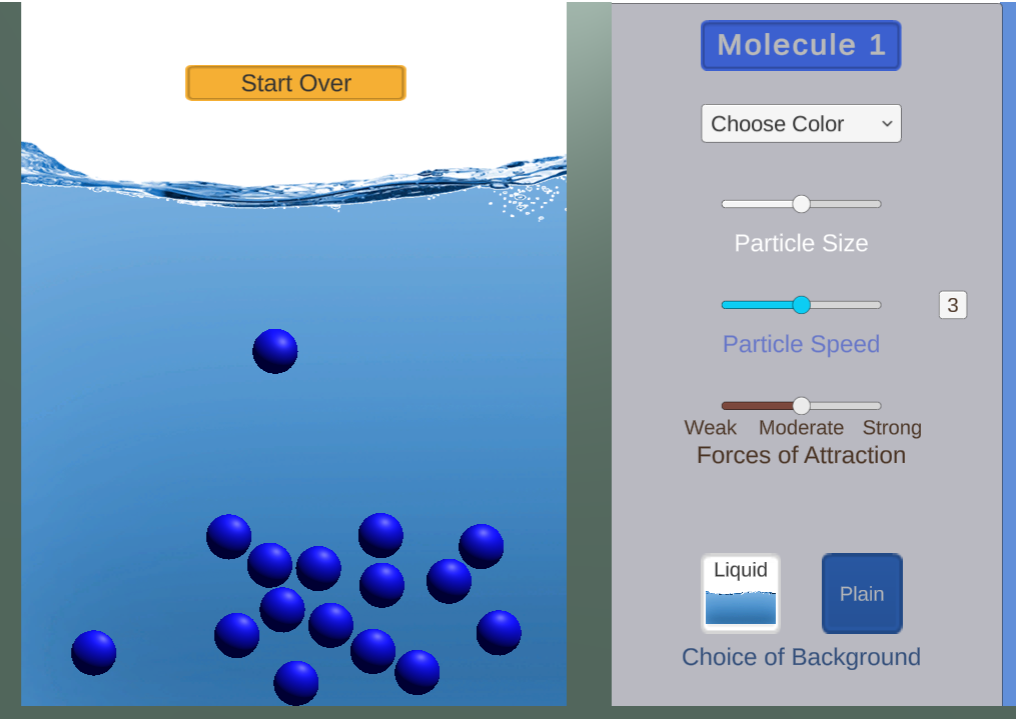 Start Over
Molecule 1
Choose Color
Particle Size
3
Particle Speed
Weak Moderate Strong
Forces of Attraction
Liquid
Plain
Choice of Background